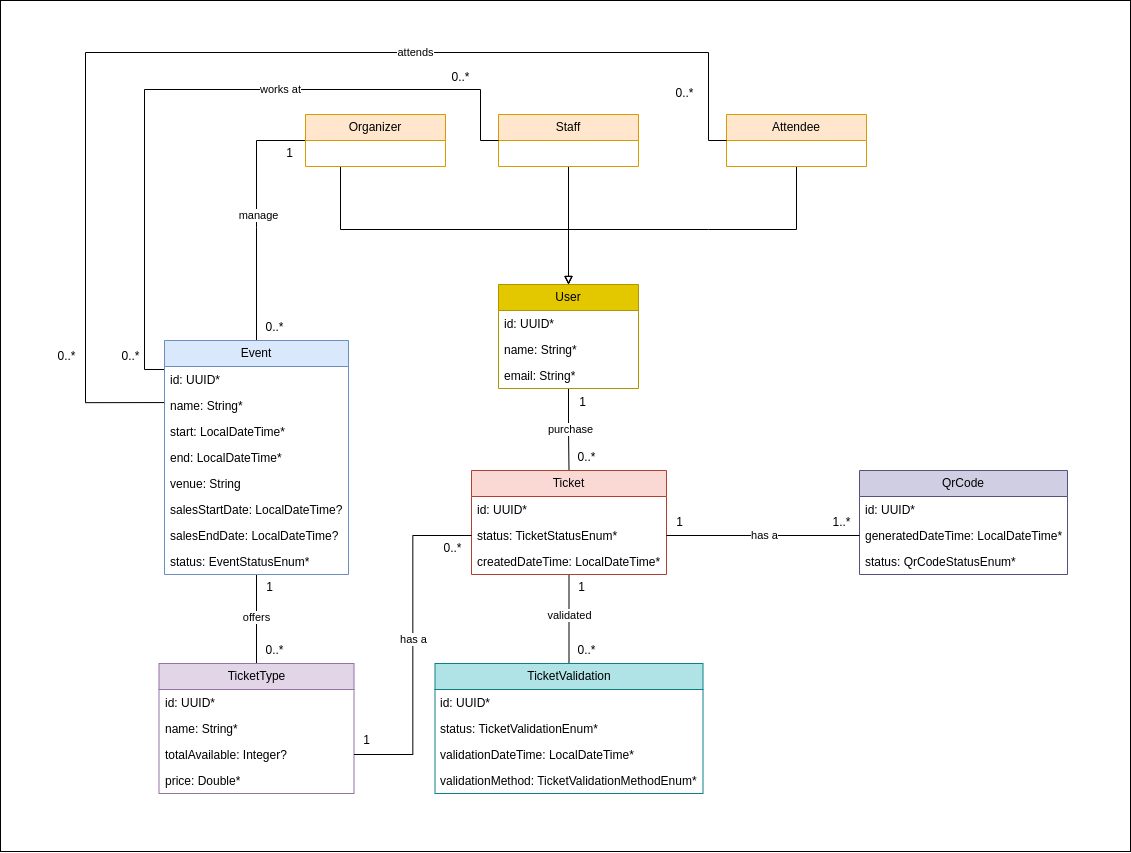 attends
0..*
works at
0..*
Organizer
Staff
Attendee
1
manage
0..*
0..*
0..*
User
id: UUID*
name: String*
email: String*
1
purchase
0..*
Event
id: UUID*
name: String*
start: LocalDateTime*
end: LocalDateTime*
venue: String
salesStartDate: LocalDateTime?
salesEndDate: LocalDateTime?
status: EventStatusEnum*
Ticket
id: UUID*
status: TicketStatusEnum*
createdDateTime: LocalDateTime*
1
has a
1..*
QrCode
id: UUID*
generatedDateTime: LocalDateTime*
status: QrCodeStatusEnum*
0..*
1
offers
0..*
has a
1
1
validated
0..*
TicketType
id: UUID*
name: String*
totalAvailable: Integer?
price: Double*
TicketValidation
id: UUID*
status: TicketValidationEnum*
validationDateTime: LocalDateTime*
validationMethod: TicketValidationMethodEnum*